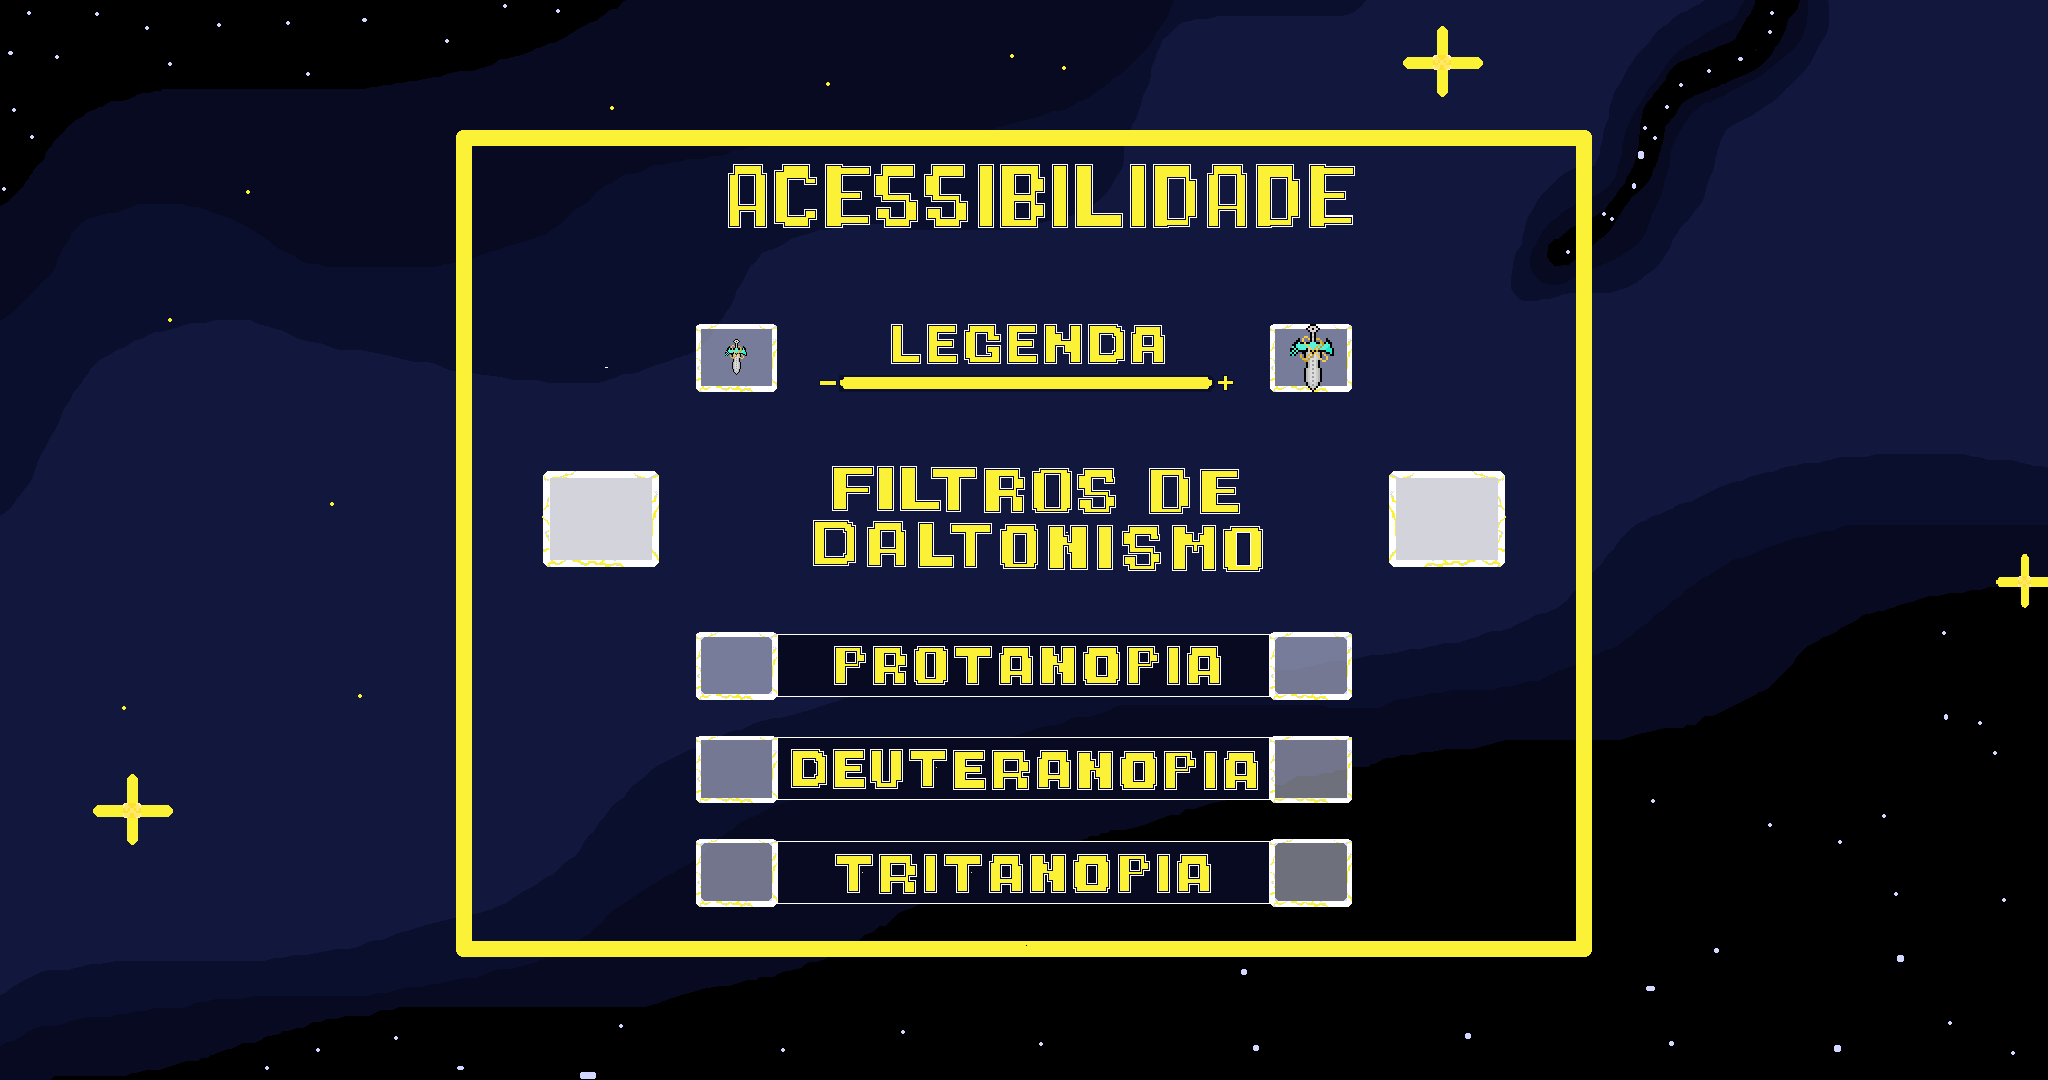 ACESSIBILIDADE
LEGENDA
- +
FILTROS DE
DALTONISMO
PROTANOPIA
DEUTERANOPIA
TRITANOPIA